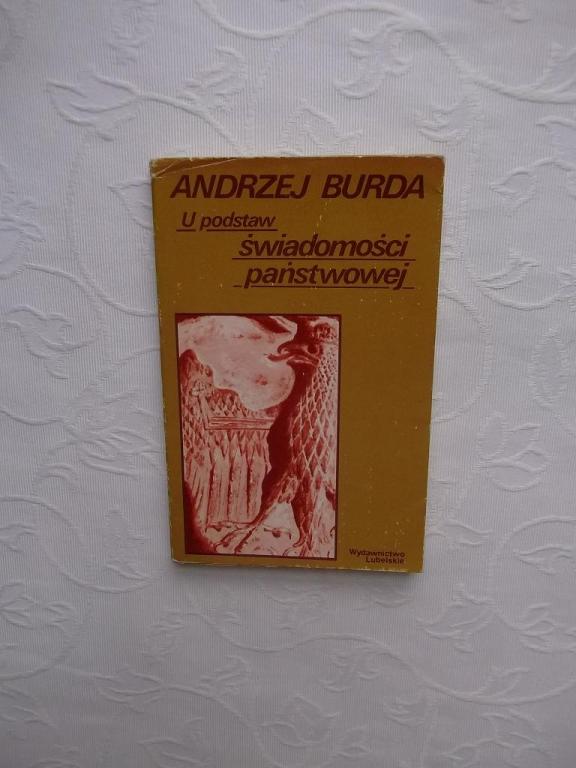 ANDRZEJ BURDA
U podstaw
świadomości
państwowej
Wydawnictwo
Lubelskie